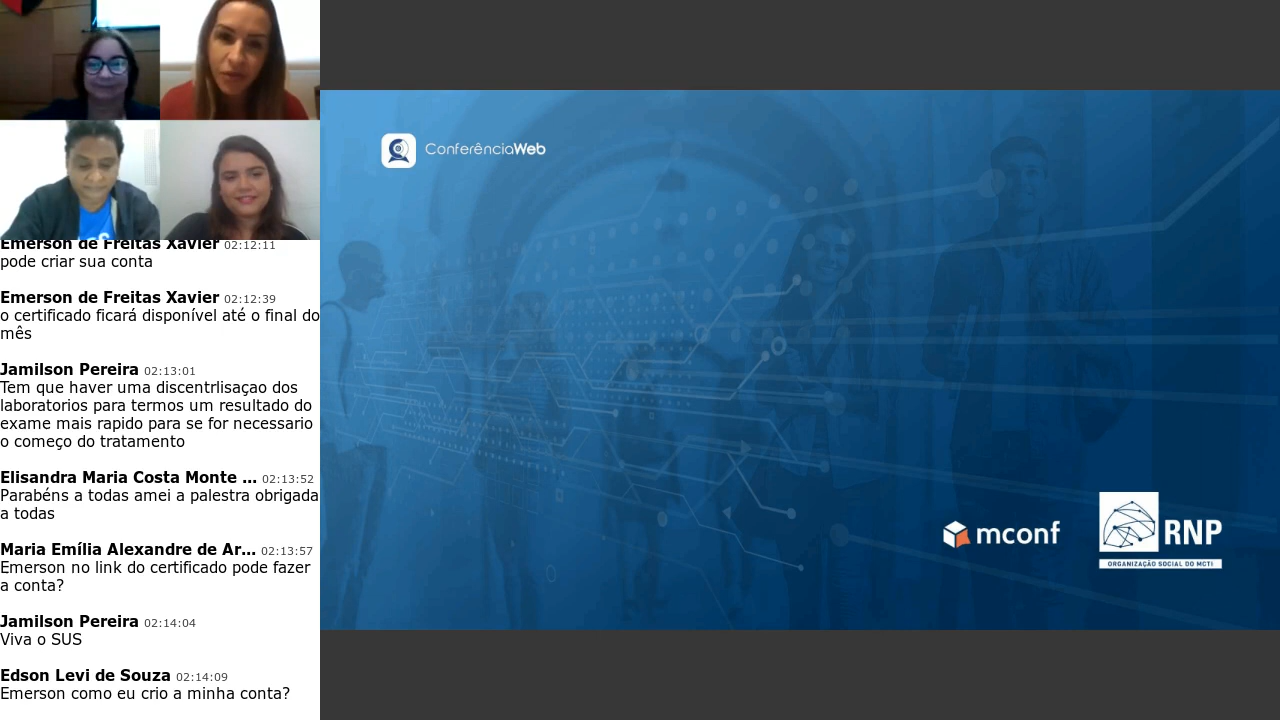 Emerson de Freitas Xavier 02:12:11
pode criar sua conta
Emerson de Freitas Xavier 02:12:39
o certificado ficará disponível até o final do
mês
Jamilson Pereira 02:13:01
Tem que haver uma discentrlisaçao dos
laboratorios para termos um resultado do
exame mais rapido para se for necessario
o começo do tratamento
Elisandra Maria Costa Monte ... 02:13:52
Parabéns a todas amei a palestra obrigada
a todas
Maria Emília Alexandre de Ar... 02:13:57
Emerson no link do certificado pode fazer
a conta?
Jamilson Pereira 02:14:04
Viva o SUS
Edson Levi de Souza 02:14:09
Emerson como eu crio a minha conta?
ConferênciaWeb
mconf
RNP
ORGANIZAÇÃO SOCIAL DO MCTI